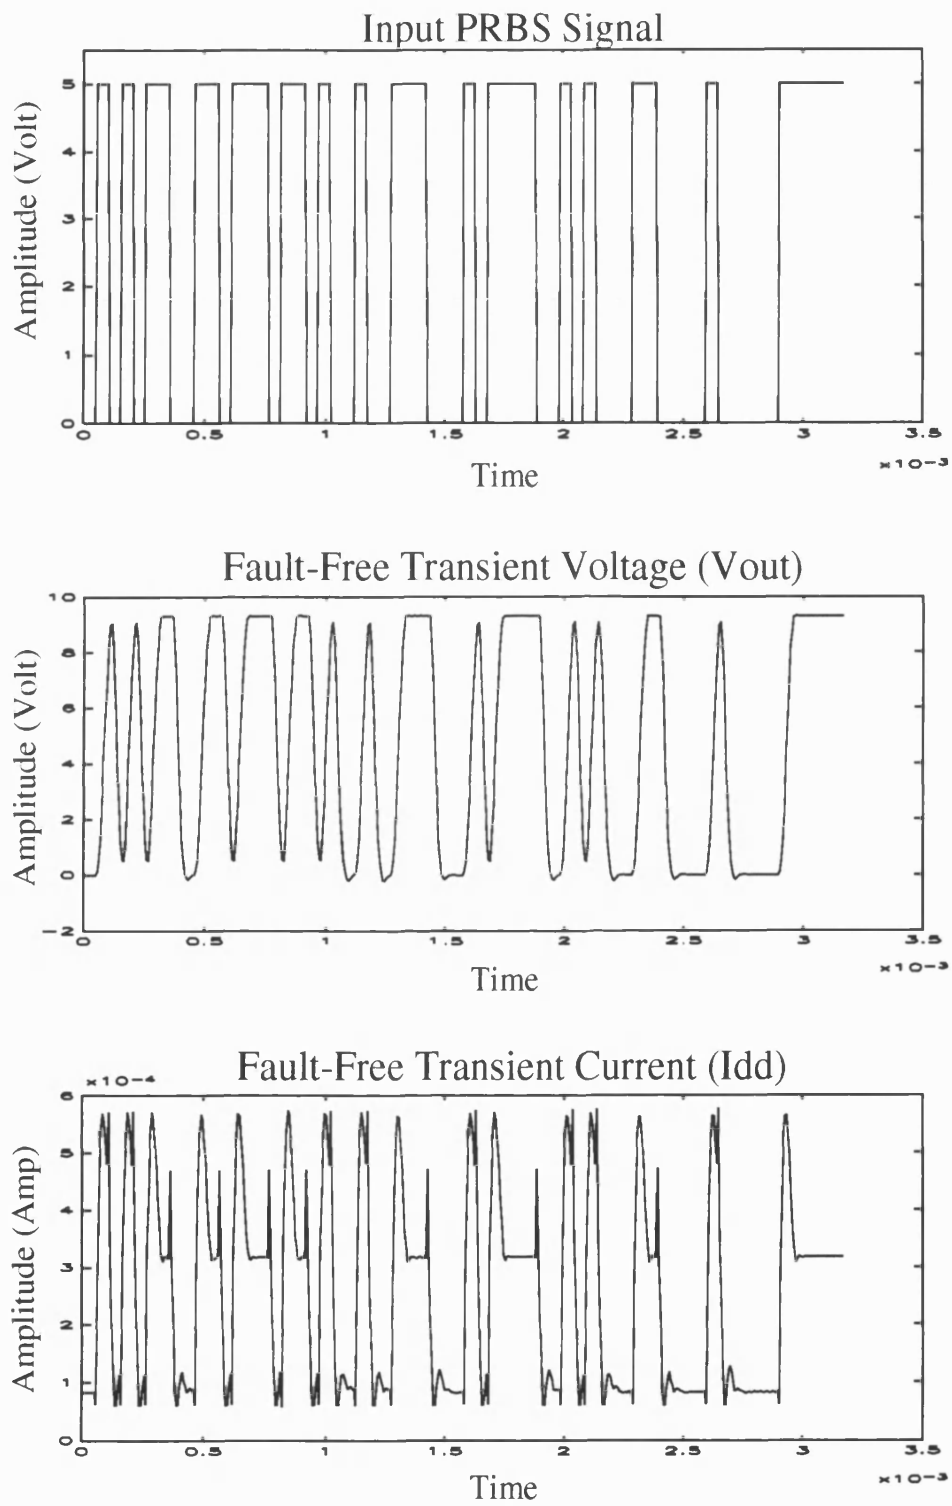 Input PRBS Signal
Amplitude (Volt)
5
4
3
2
1
0
0 0.5 1 1.5 2 2.5 3 3.5
×10-3
Time
Fault-Free Transient Voltage (Vout)
Amplitude (Volt)
10
8
6
4
2
0
-2
0 0.5 1 1.5 2 2.5 3 3.5
×10-3
Time
Fault-Free Transient Current (Idd)
×10-4
Amplitude (Amp)
6
5
4
3
2
1
0
0 0.5 1 1.5 2 2.5 3 3.5
×10-3
Time